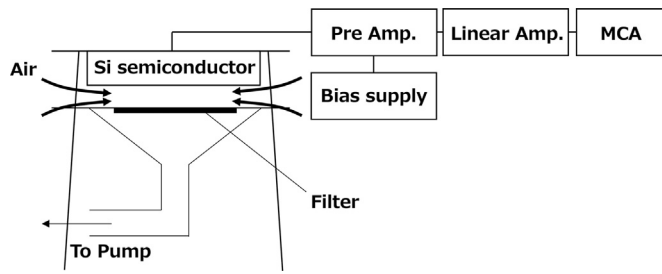 Pre Amp.
Linear Amp.
MCA
Air
Si semiconductor
Bias supply
Filter
To Pump